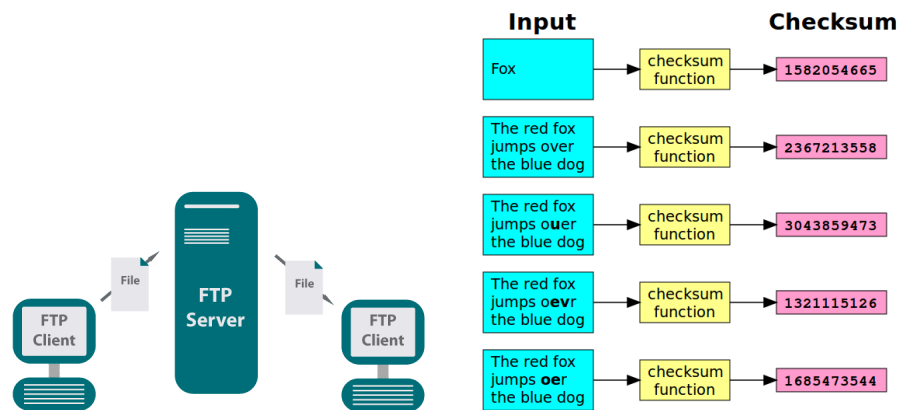 File
FTP
Server
File
FTP
Client
FTP
Client
Input
Checksum
Fox
checksum
function
1582054665
The red fox
jumps over
the blue dog
checksum
function
2367213558
The red fox
jumps ouer
the blue dog
checksum
function
3043859473
The red fox
jumps oevr
the blue dog
checksum
function
1321115126
The red fox
jumps oer
the blue dog
checksum
function
1685473544